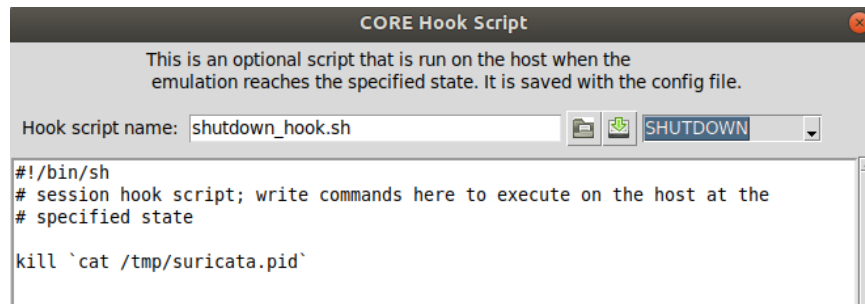 CORE Hook Script
This is an optional script that is run on the host when the
emulation reaches the specified state. It is saved with the config file.
Hook script name: shutdown_hook.sh SHUTDOWN
#!/bin/sh
# session hook script; write commands here to execute on the host at the
# specified state
kill `cat /tmp/suricata.pid`